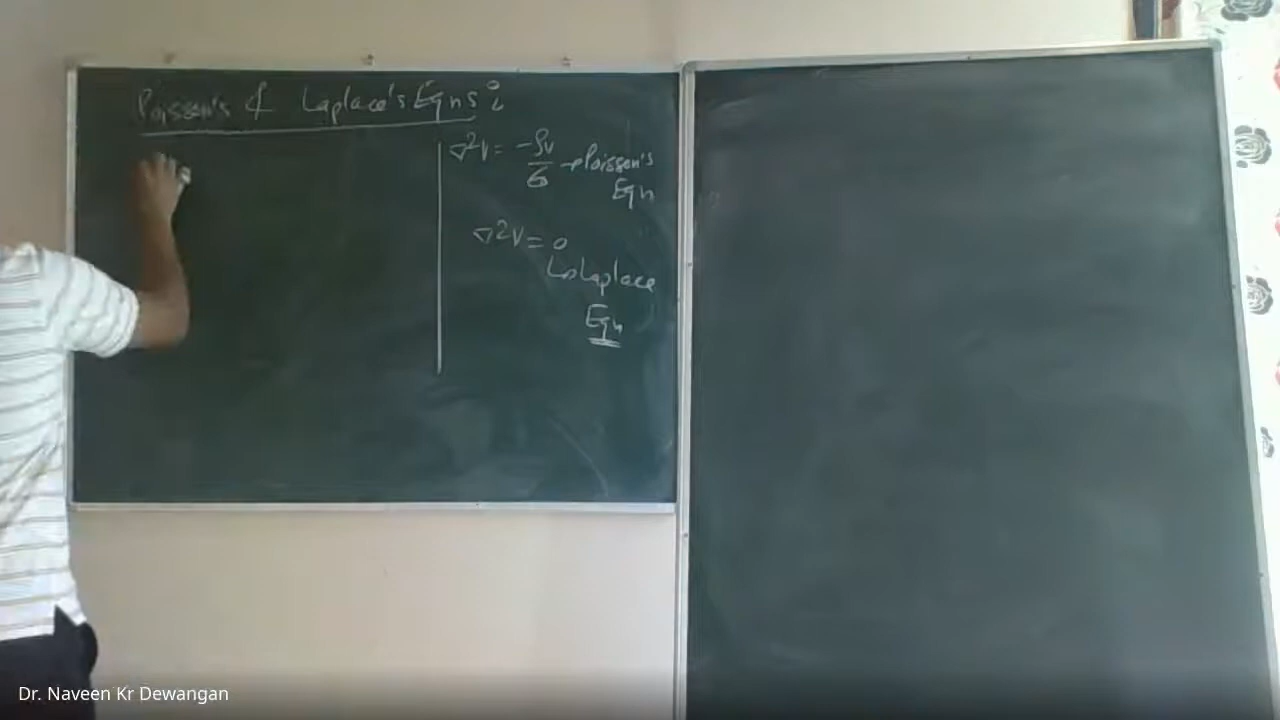 Poisson's & Laplace's Eqns :
∇²V = -ρv/ε → Poisson's
Eqn
∇²V = 0
↳ Laplace
Eqn
Dr. Naveen Kr Dewangan